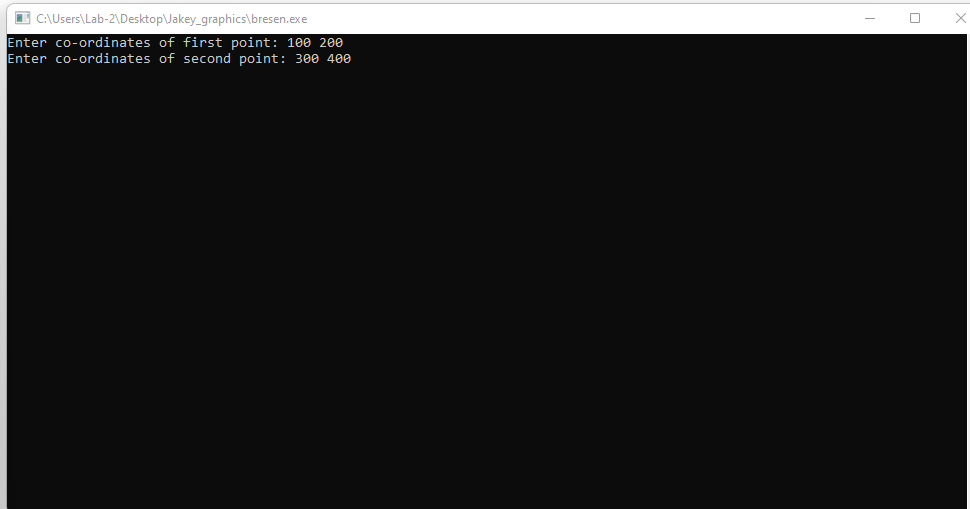 C:\Users\Lab-2\Desktop\Jakey_graphics\bresen.exe
Enter co-ordinates of first point: 100 200
Enter co-ordinates of second point: 300 400